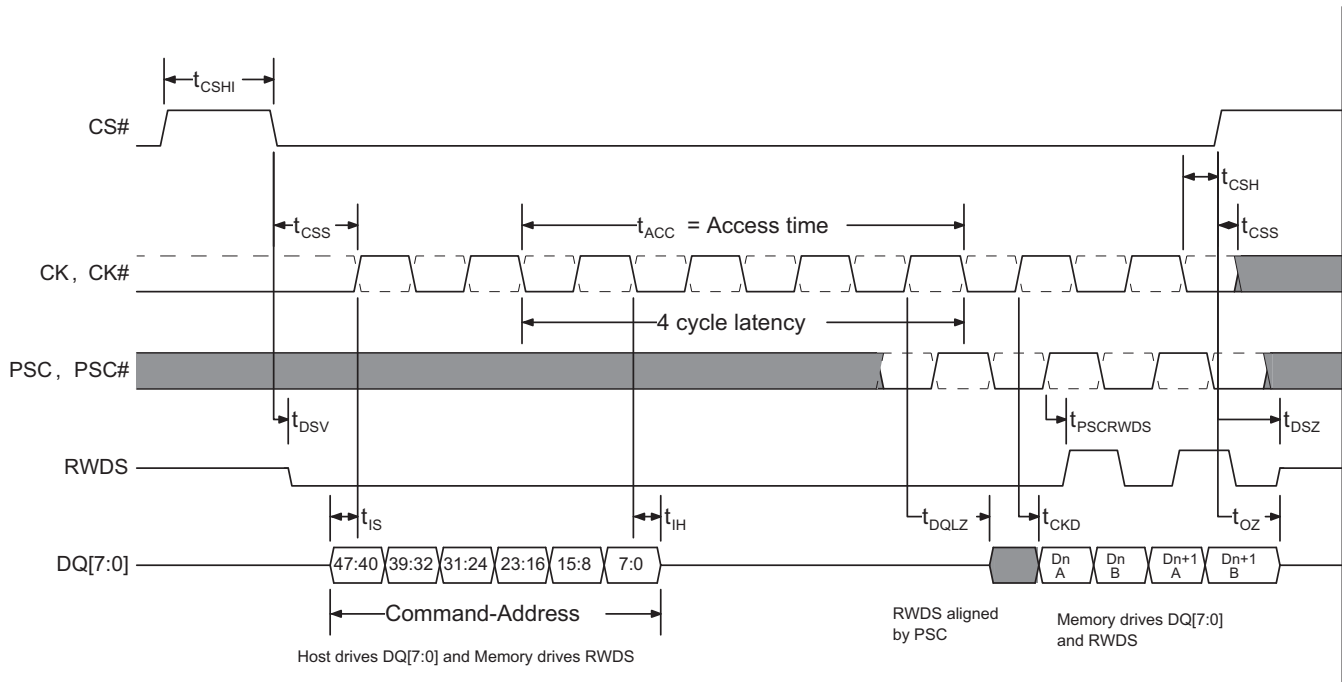 tCSHI
CS#
tCSH
tCSS
tACC = Access time
tCSS
CK, CK#
4 cycle latency
PSC, PSC#
tDSV
tPSCRWDS
tDSZ
RWDS
tIS
tIH
tDQLZ
tCKD
tOZ
DQ[7:0]
47:40 39:32 31:24 23:16 15:8 7:0
Dn A
Dn B
Dn+1 A
Dn+1 B
Command-Address
RWDS aligned
by PSC
Memory drives DQ[7:0]
and RWDS
Host drives DQ[7:0] and Memory drives RWDS